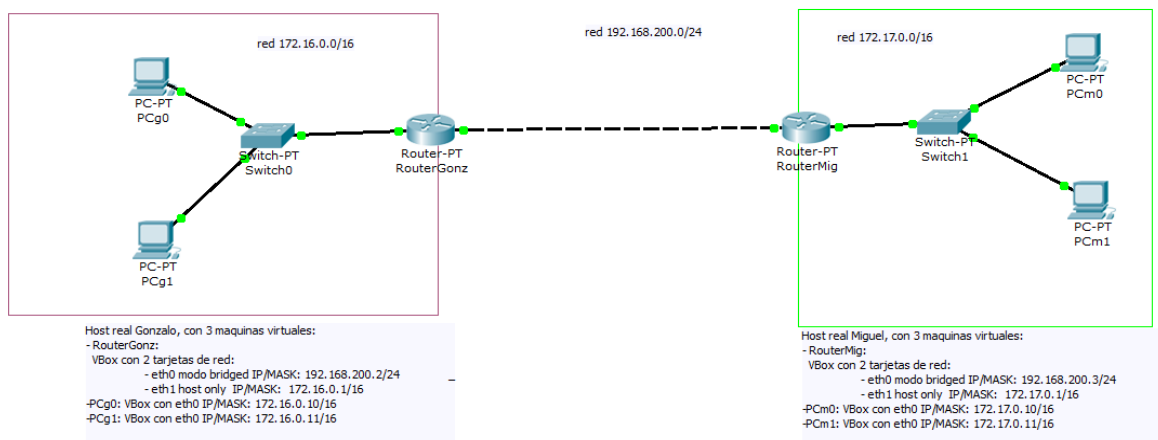 red 172.16.0.0/16
red 192.168.200.0/24
red 172.17.0.0/16
PC-PT
PCg0
Switch-PT
Switch0
Router-PT
RouterGonz
PC-PT
PCg1
Router-PT
RouterMig
Switch-PT
Switch1
PC-PT
PCm0
PC-PT
PCm1
Host real Gonzalo, con 3 maquinas virtuales:
- RouterGonz:
VBox con 2 tarjetas de red:
- eth0 modo bridged IP/MASK: 192.168.200.2/24
- eth1 host only IP/MASK: 172.16.0.1/16
-PCg0: VBox con eth0 IP/MASK: 172.16.0.10/16
-PCg1: VBox con eth0 IP/MASK: 172.16.0.11/16
Host real Miguel, con 3 maquinas virtuales:
- RouterMig:
VBox con 2 tarjetas de red:
- eth0 modo bridged IP/MASK: 192.168.200.3/24
- eth1 host only IP/MASK: 172.17.0.1/16
-PCm0: VBox con eth0 IP/MASK: 172.17.0.10/16
-PCm1: VBox con eth0 IP/MASK: 172.17.0.11/16